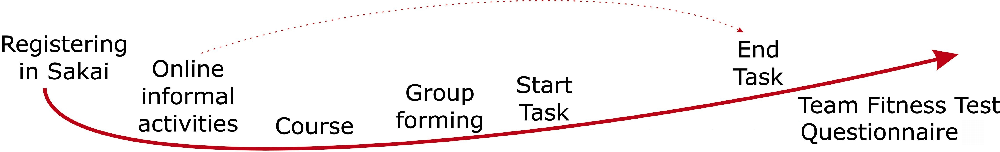 Registering
in Sakai
Online
informal
activities
Course
Group
forming
Start
Task
End
Task
Team Fitness Test
Questionnaire